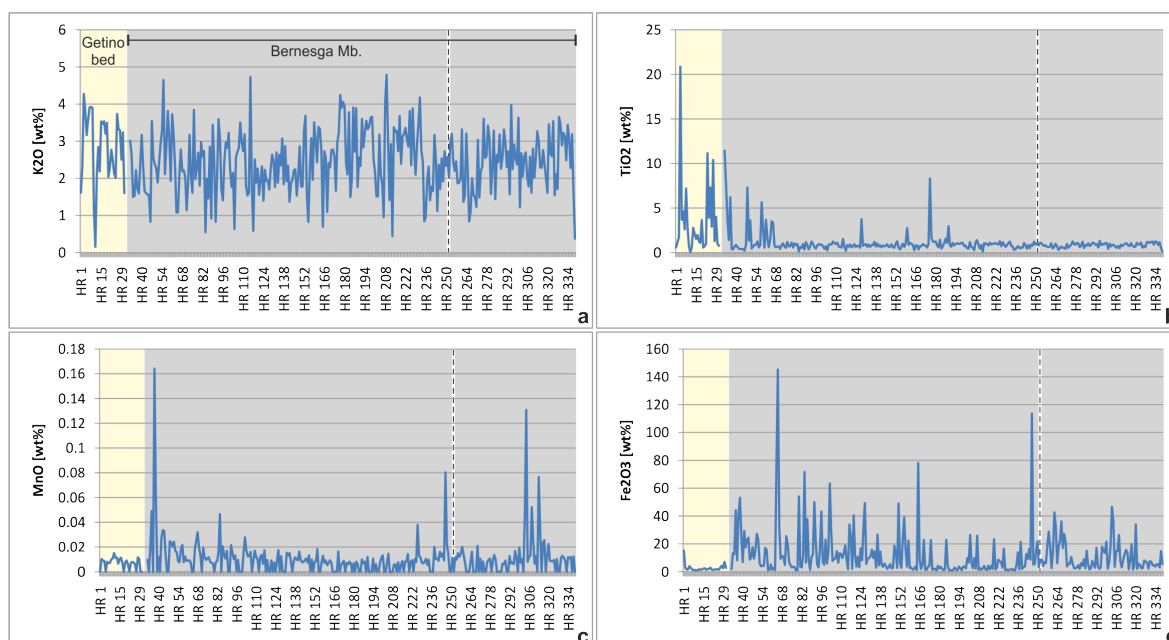 6
5
4
3
2
1
0
K2O [wt%]
Getino
bed
Bernesga Mb.
HR 1 HR 15 HR 29 HR 40 HR 54 HR 68 HR 82 HR 96 HR 110 HR 124 HR 138 HR 152 HR 166 HR 180 HR 194 HR 208 HR 222 HR 236 HR 250 HR 264 HR 278 HR 292 HR 306 HR 320 HR 334
a
25
20
15
10
5
0
TiO2 [wt%]
HR 1 HR 15 HR 29 HR 40 HR 54 HR 68 HR 82 HR 96 HR 110 HR 124 HR 138 HR 152 HR 166 HR 180 HR 194 HR 208 HR 222 HR 236 HR 250 HR 264 HR 278 HR 292 HR 306 HR 320 HR 334
0.18
0.16
0.14
0.12
0.1
0.08
0.06
0.04
0.02
0
MnO [wt%]
HR 1 HR 15 HR 29 HR 40 HR 54 HR 68 HR 82 HR 96 HR 110 HR 124 HR 138 HR 152 HR 166 HR 180 HR 194 HR 208 HR 222 HR 236 HR 250 HR 264 HR 278 HR 292 HR 306 HR 320 HR 334
c
160
140
120
100
80
60
40
20
0
Fe2O3 [wt%]
HR 1 HR 15 HR 29 HR 40 HR 54 HR 68 HR 82 HR 96 HR 110 HR 124 HR 138 HR 152 HR 166 HR 180 HR 194 HR 208 HR 222 HR 236 HR 250 HR 264 HR 278 HR 292 HR 306 HR 320 HR 334